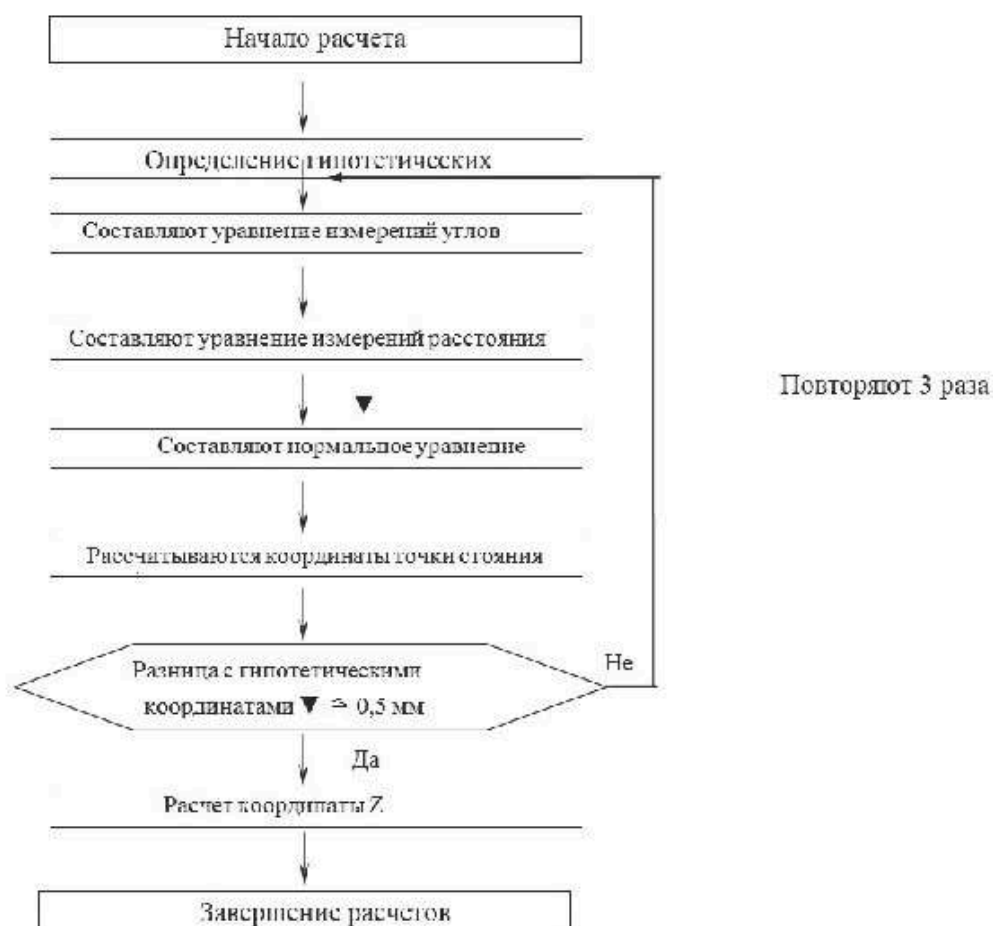 Начало расчета
Определение гипотетических
Составляют уравнение измерений углов
Составляют уравнение измерений расстояния
Повторяют 3 раза
▼
Составляют нормальное уравнение
Рассчитываются координаты точки стояния
Разница с гипотетическими
координатами ▼ ≏ 0,5 мм
Не
Да
Расчет координаты Z
Завершение расчетов